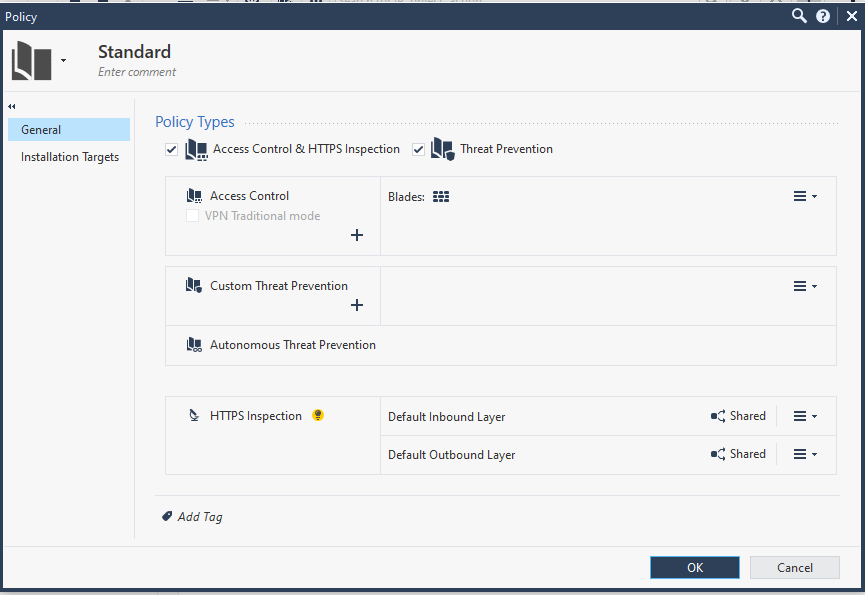 Policy
Standard
Enter comment
General
Installation Targets
Policy Types
Access Control & HTTPS Inspection
Threat Prevention
Access Control
VPN Traditional mode
Blades:
Custom Threat Prevention
Autonomous Threat Prevention
HTTPS Inspection
Default Inbound Layer
Shared
Default Outbound Layer
Shared
Add Tag
OK
Cancel